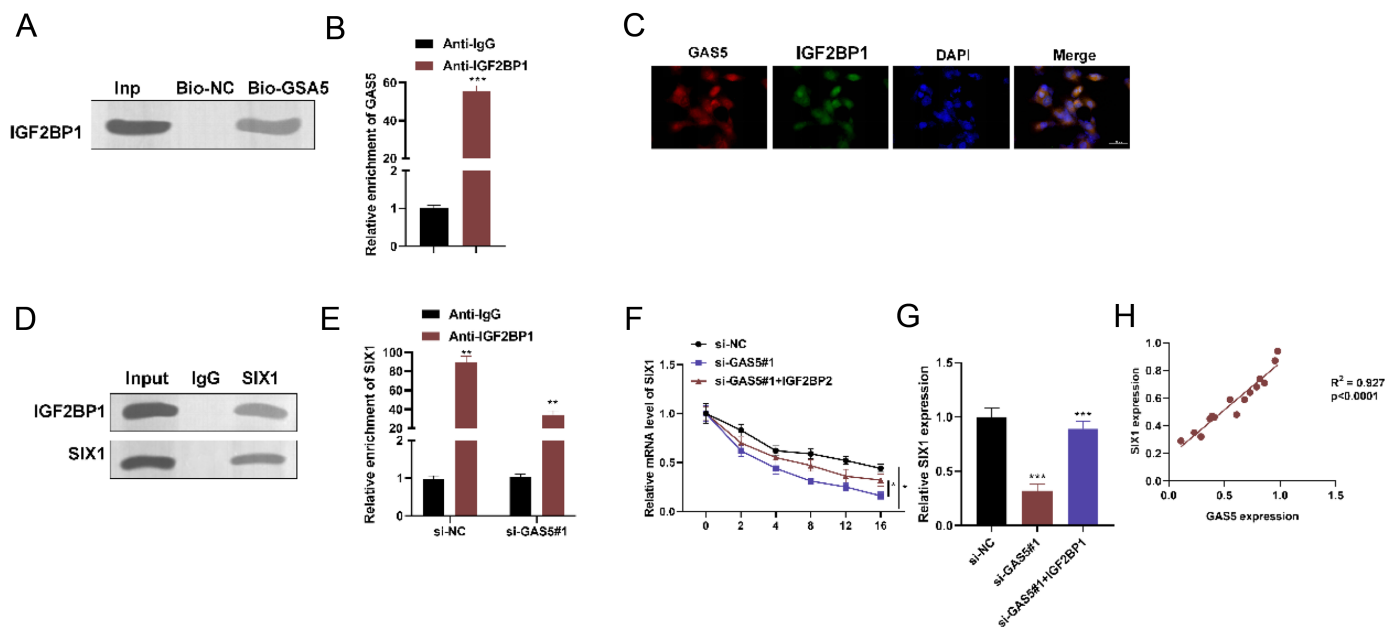 A
Inp Bio-NC Bio-GSA5
IGF2BP1
B
Anti-IgG
Anti-IGF2BP1
Relative enrichment of GAS5
60
40
20
2
1
0
***
C
GAS5 IGF2BP1 DAPI Merge
D
Input IgG SIX1
IGF2BP1
SIX1
E
Anti-IgG
Anti-IGF2BP1
Relative enrichment of SIX1
100
80
60
40
20
2
1
0
**
**
si-NC si-GAS5#1
F
si-NC
si-GAS5#1
si-GAS5#1+IGF2BP2
Relative mRNA level of SIX1
1.5
1.0
0.5
0.0
0 2 4 8 12 16
* *
G
Relative SIX1 expression
1.5
1.0
0.5
0.0
***
***
si-NC
si-GAS5#1
si-GAS5#1+IGF2BP1
H
SIX1 expression
1.0
0.8
0.6
0.4
0.2
0.0
0.0 0.5 1.0 1.5
GAS5 expression
R² = 0.927
p<0.0001